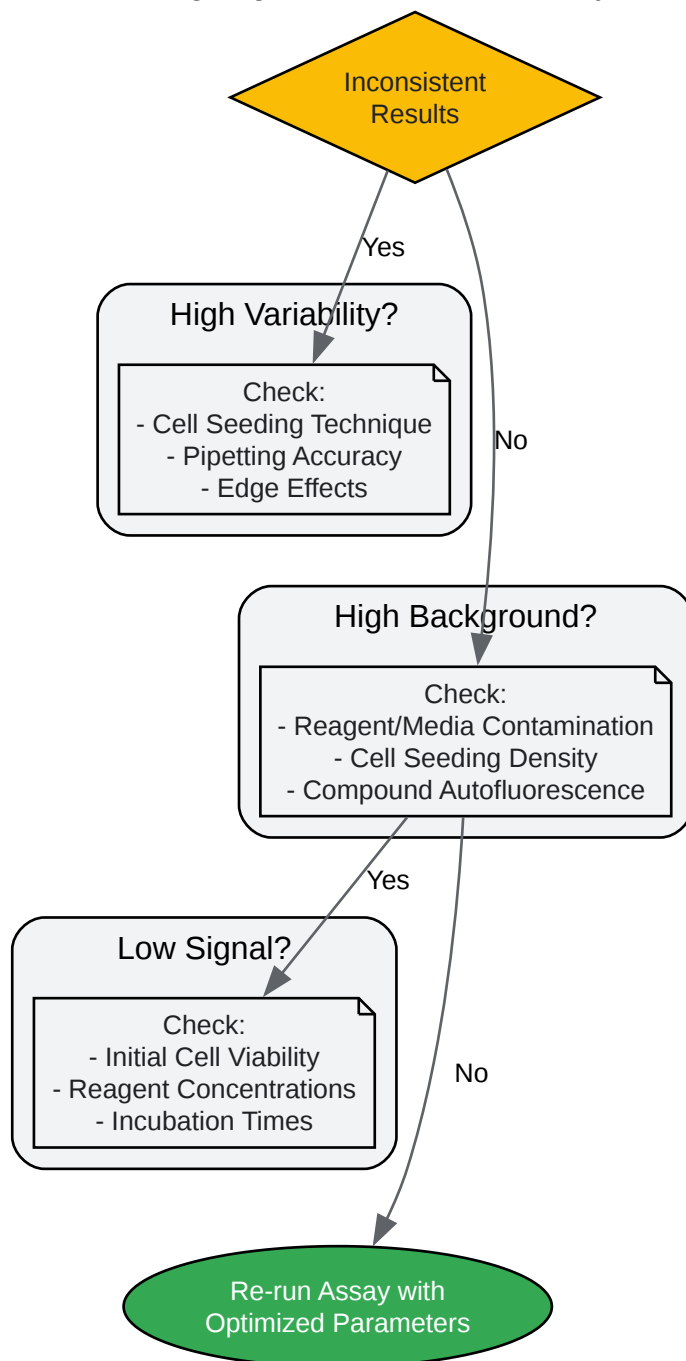 Inconsistent
Results
Yes
High Variability?
Check:
- Cell Seeding Technique
- Pipetting Accuracy
- Edge Effects
No
High Background?
Check:
- Reagent/Media Contamination
- Cell Seeding Density
- Compound Autofluorescence
Yes
Low Signal?
Check:
- Initial Cell Viability
- Reagent Concentrations
- Incubation Times
No
Re-run Assay with
Optimized Parameters